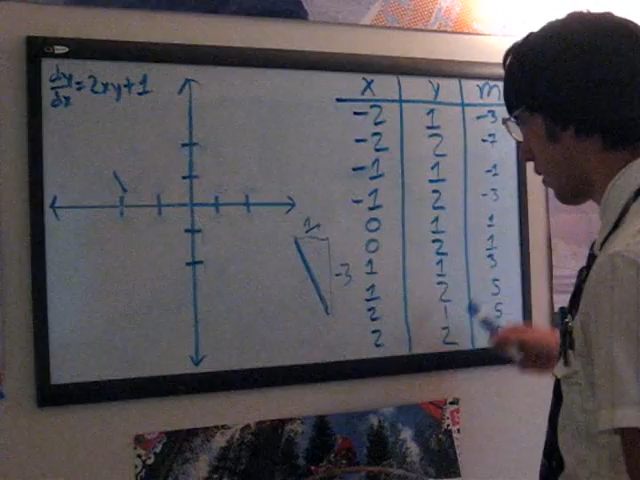 dy/dx = 2xy+1
x y m
-2 1 -3
-2 2 -7
-1 1 -1
-1 2 -3
0 1 1
0 2 1
1 1 3
1 2 5
2 1 5
2 2
1
-3